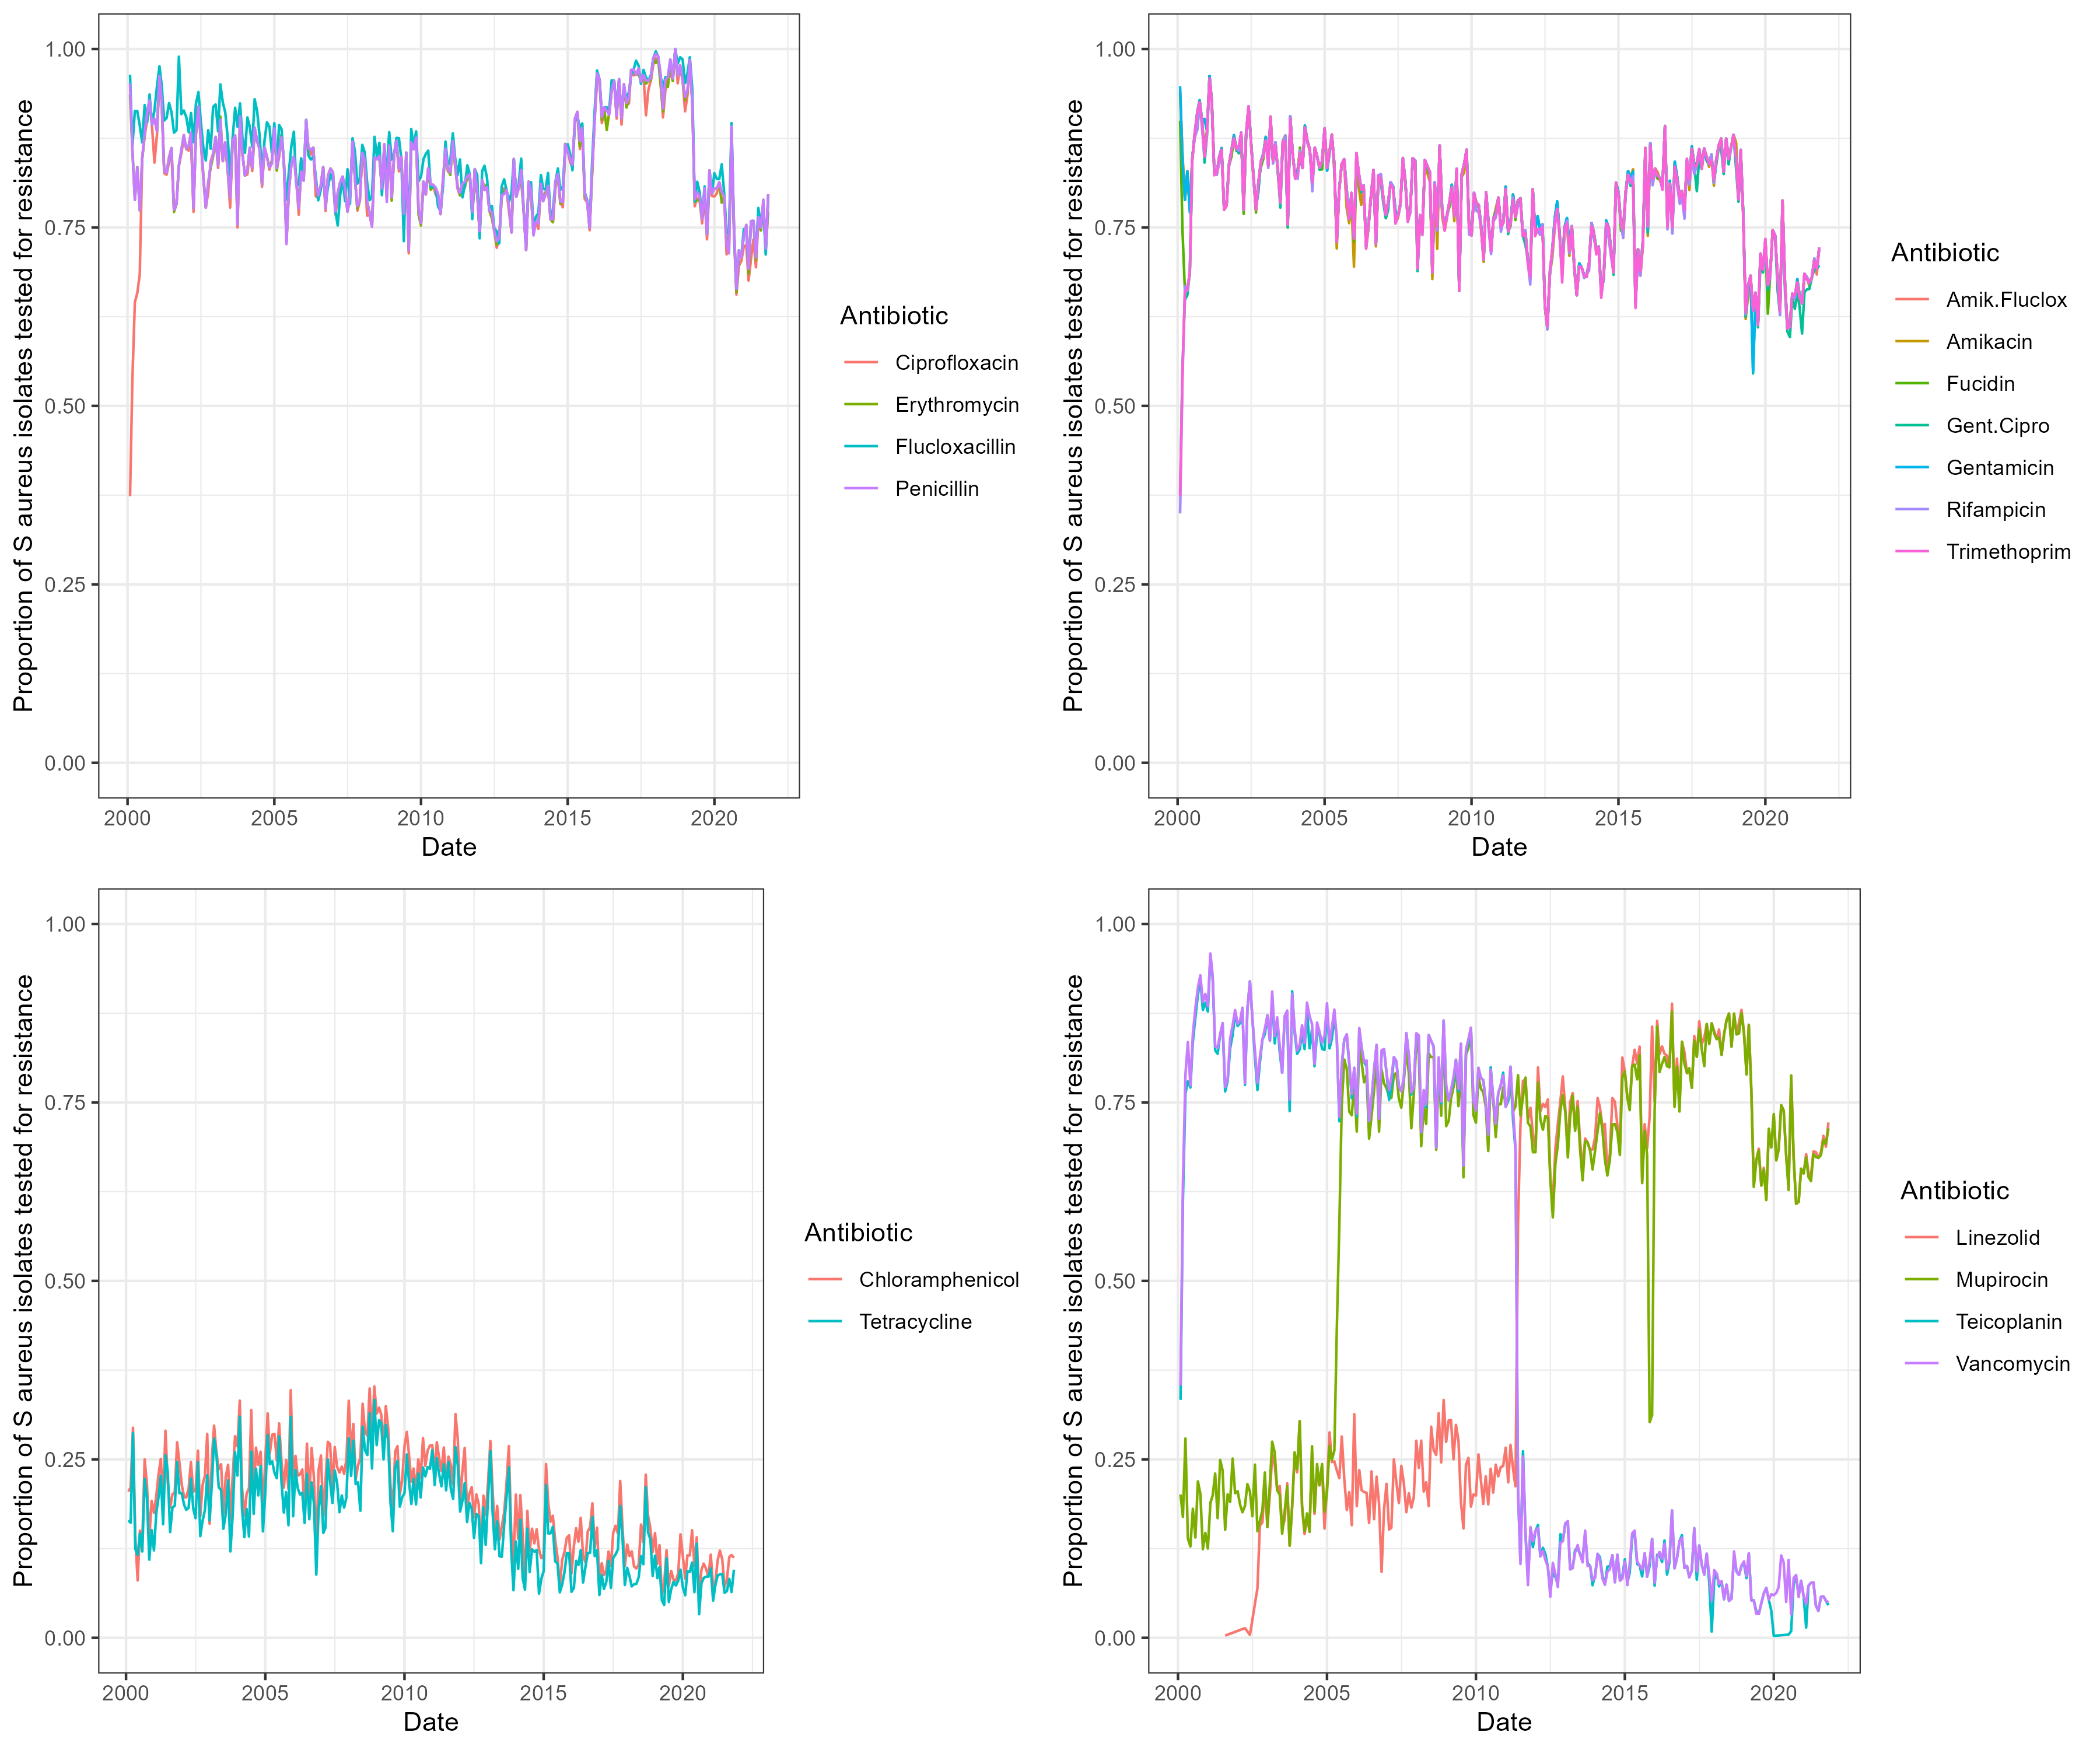 Proportion of S aureus isolates tested for resistance
1.00
0.75
0.50
0.25
0.00
2000 2005 2010 2015 2020
Date
Antibiotic
Ciprofloxacin
Erythromycin
Flucloxacillin
Penicillin
Proportion of S aureus isolates tested for resistance
1.00
0.75
0.50
0.25
0.00
2000 2005 2010 2015 2020
Date
Antibiotic
Amik.Fluclox
Amikacin
Fucidin
Gent.Cipro
Gentamicin
Rifampicin
Trimethoprim
Proportion of S aureus isolates tested for resistance
1.00
0.75
0.50
0.25
0.00
2000 2005 2010 2015 2020
Date
Antibiotic
Chloramphenicol
Tetracycline
Proportion of S aureus isolates tested for resistance
1.00
0.75
0.50
0.25
0.00
2000 2005 2010 2015 2020
Date
Antibiotic
Linezolid
Mupirocin
Teicoplanin
Vancomycin